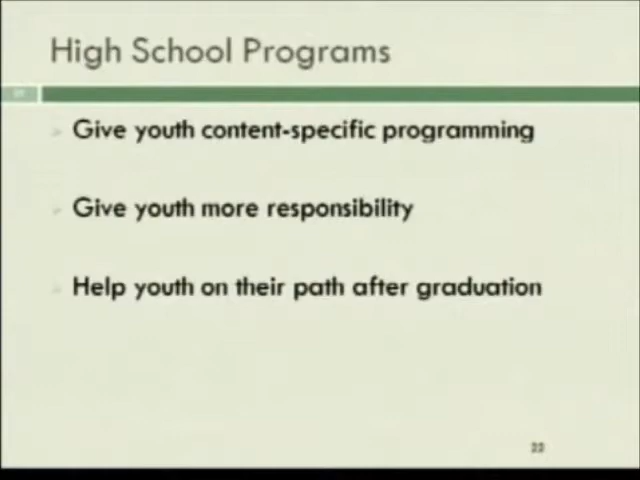 High School Programs
Give youth content-specific programming
Give youth more responsibility
Help youth on their path after graduation
22